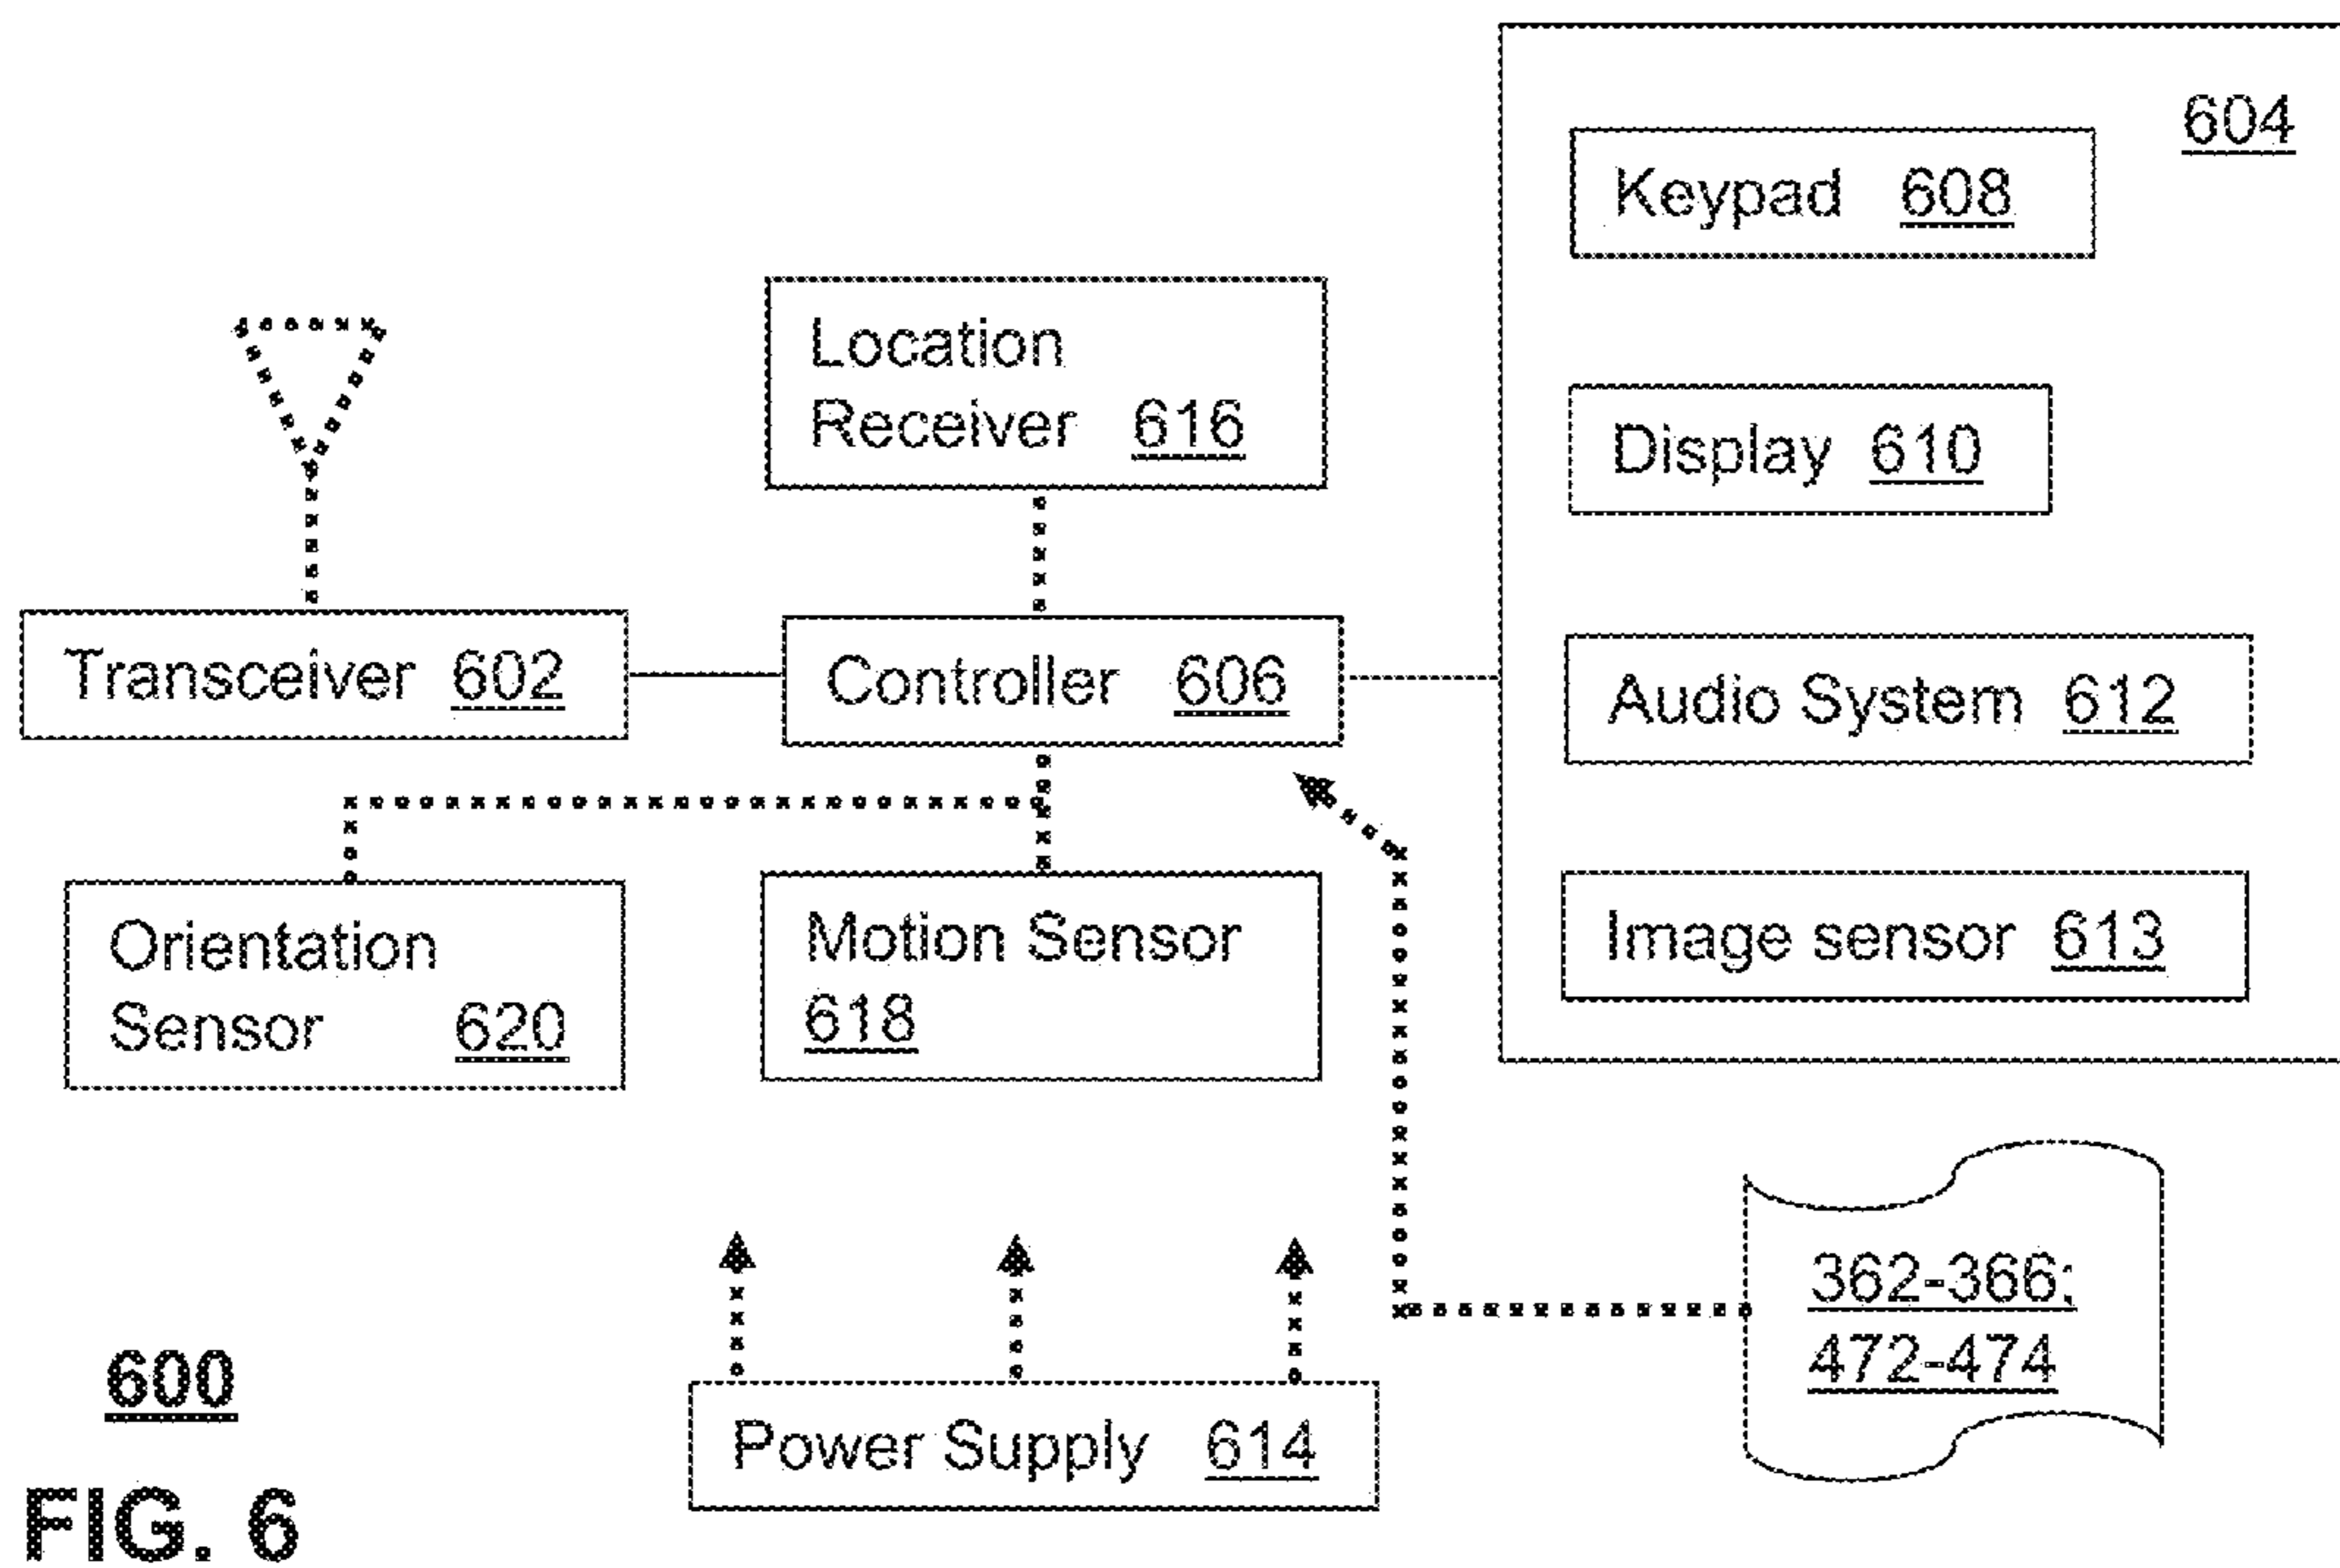 604
Keypad 608
Location
Receiver 616
Display 610
Transceiver 602
Controller 606
Audio System 612
Orientation
Sensor 620
Motion Sensor
618
Image sensor 613
362-366;
472-474
600
Power Supply 614
FIG. 6